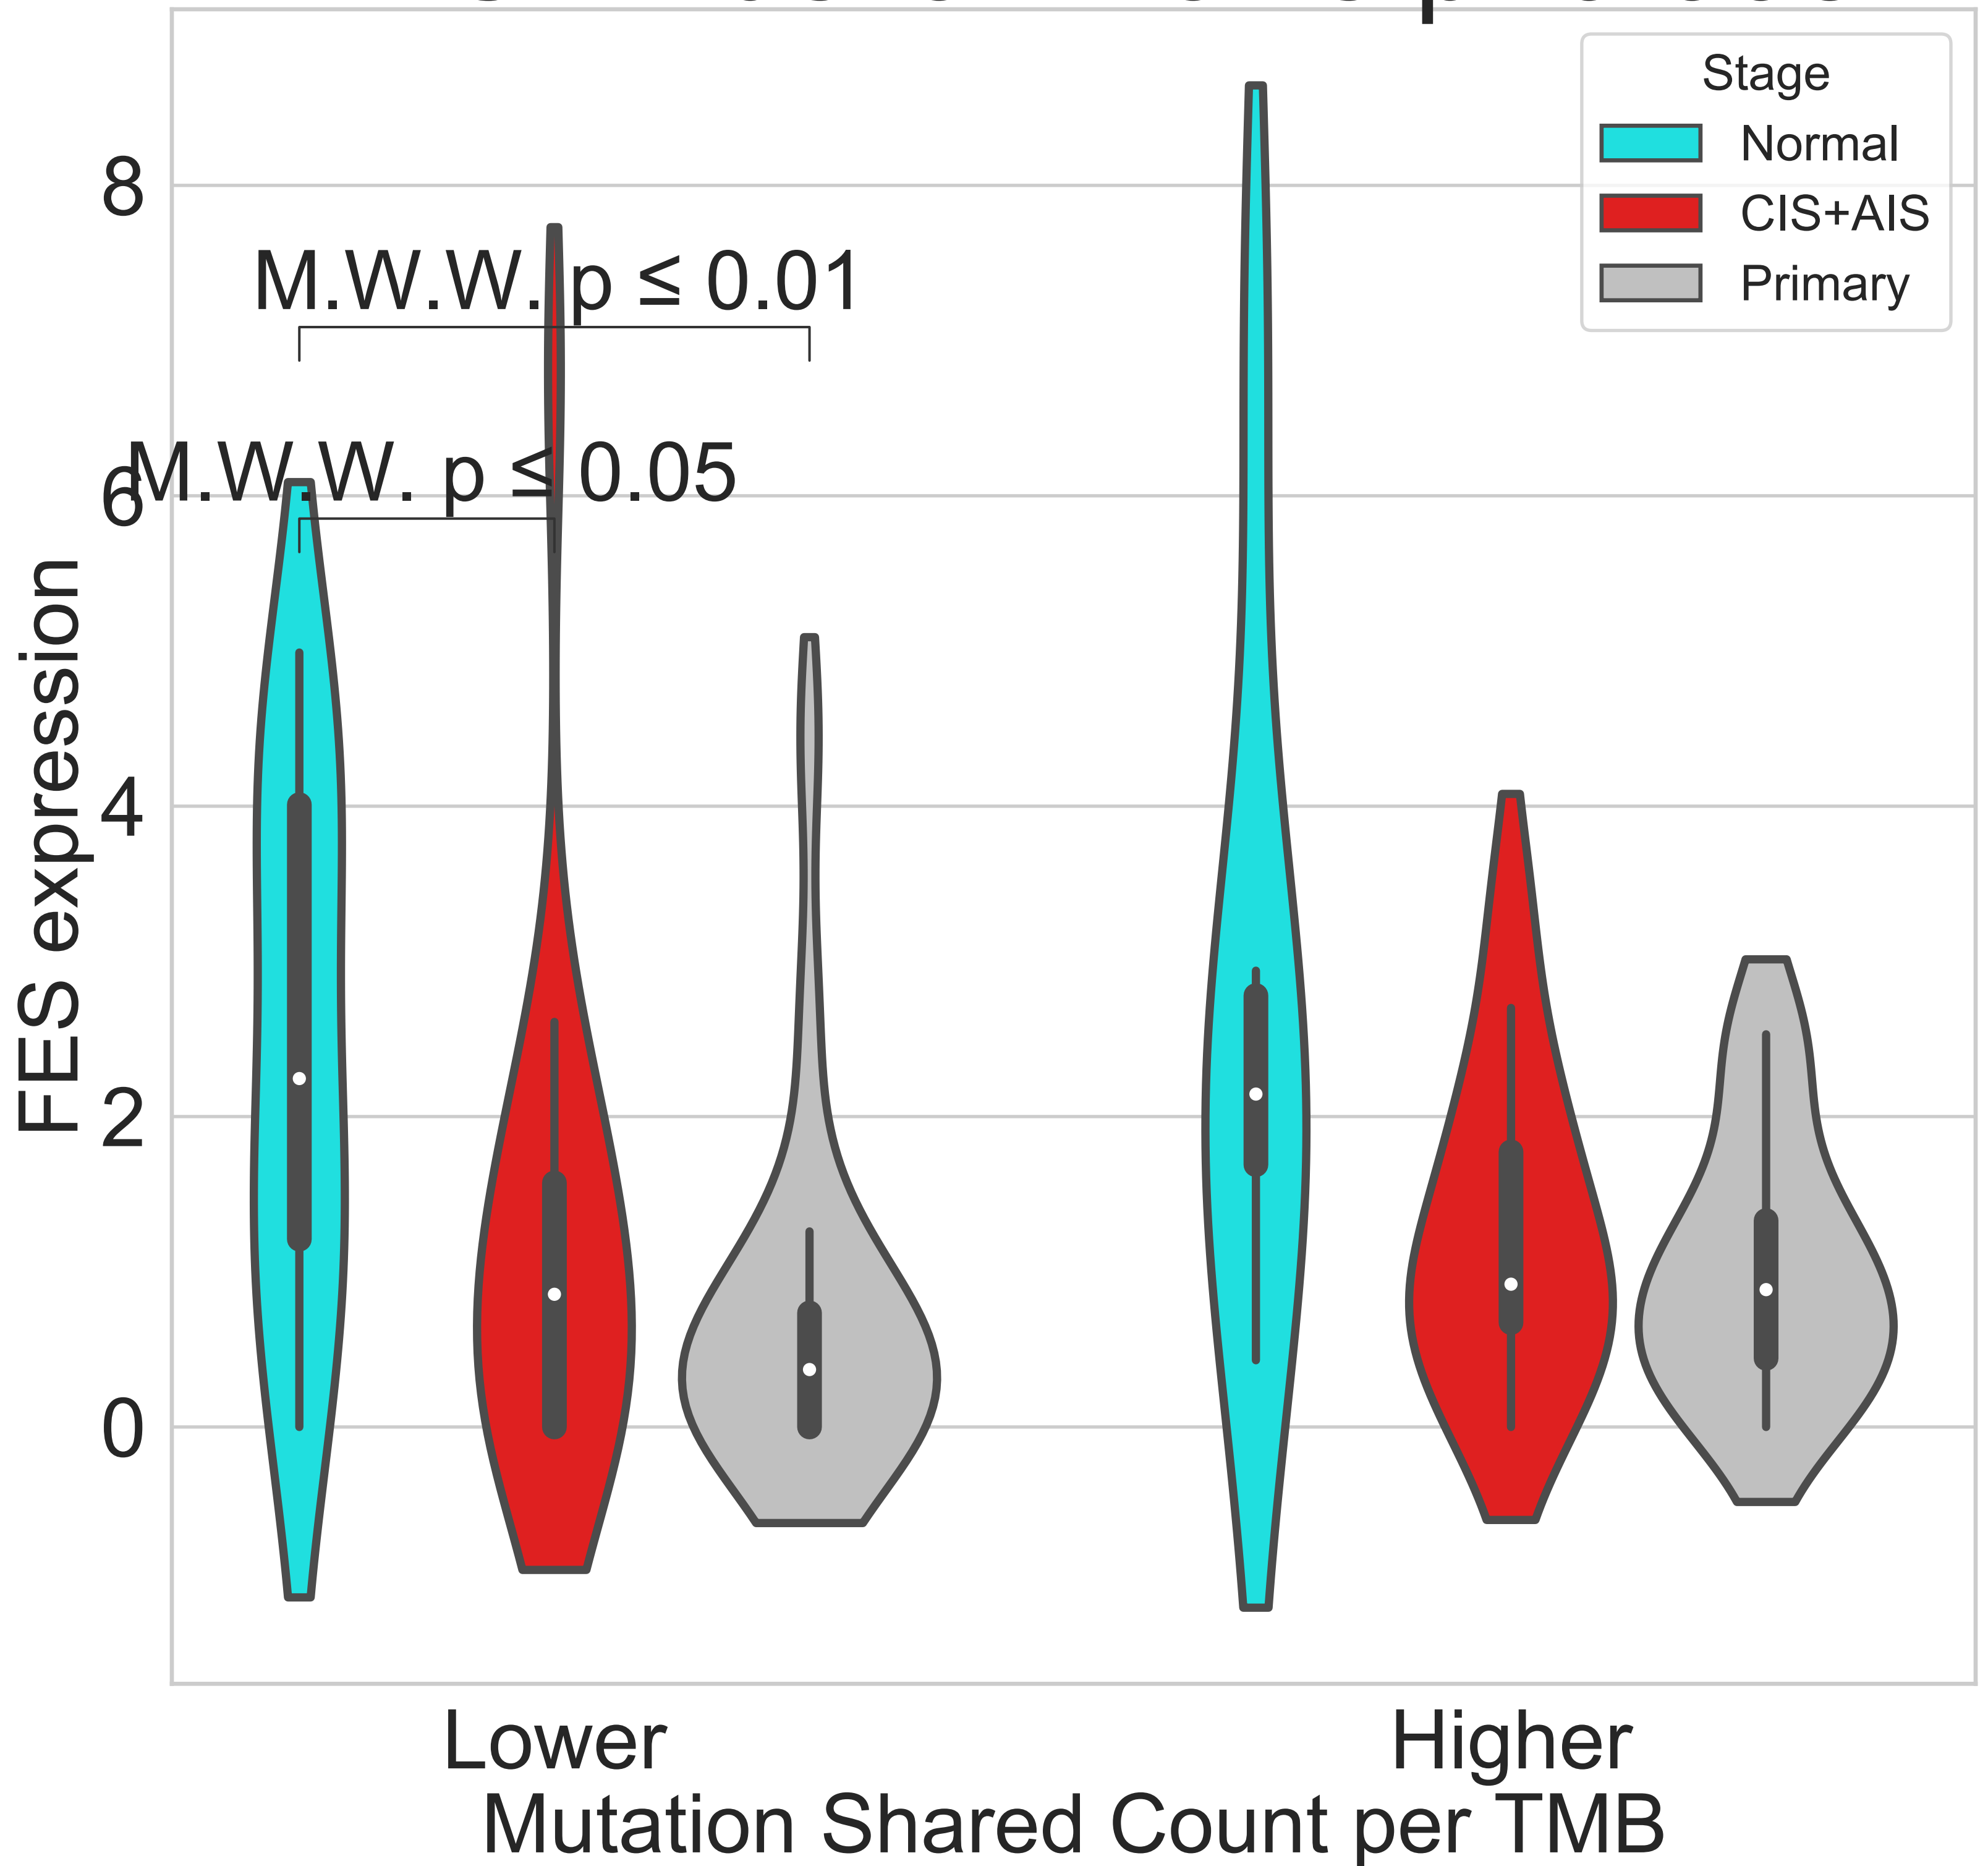 Stage
Normal
CIS+AIS
Primary
8
6
4
2
0
FES expression
M.W.W. p ≤ 0.01
M.W.W. p ≤ 0.05
Lower
Higher
Mutation Shared Count per TMB